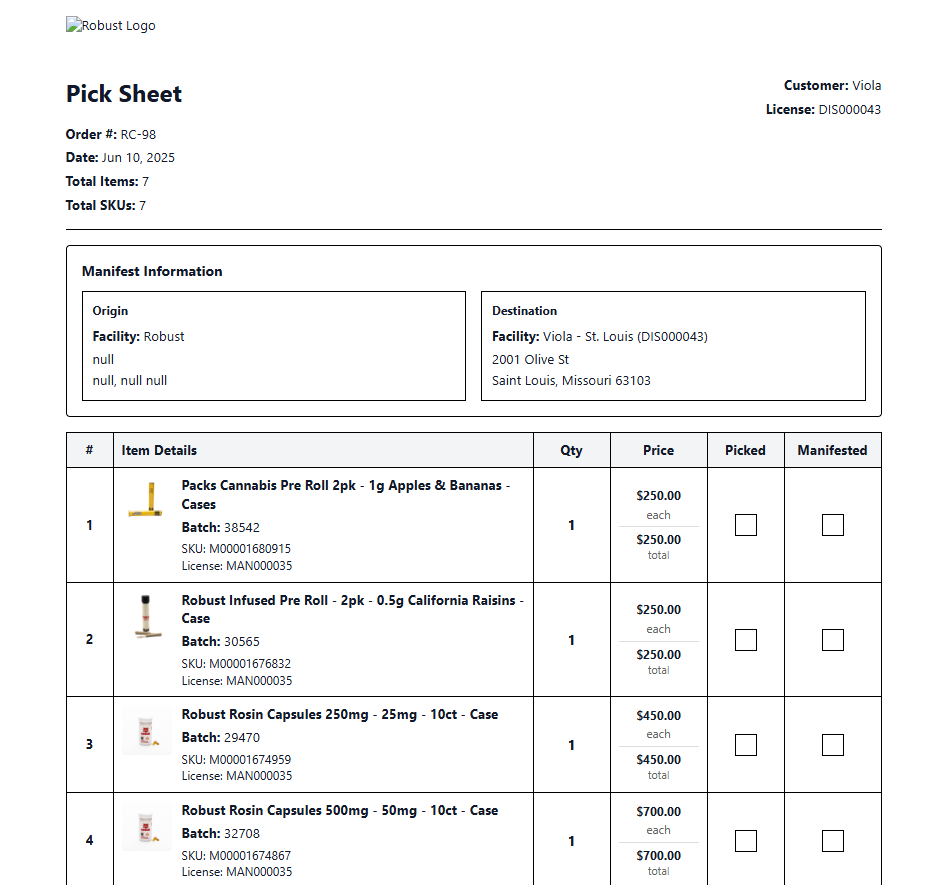 Robust Logo
Pick Sheet
Customer: Viola
License: DIS000043
Order #: RC-98
Date: Jun 10, 2025
Total Items: 7
Total SKUs: 7
Manifest Information
Origin
Facility: Robust
null
null, null null
Destination
Facility: Viola - St. Louis (DIS000043)
2001 Olive St
Saint Louis, Missouri 63103
# Item Details Qty Price Picked Manifested
1
Packs Cannabis Pre Roll 2pk - 1g Apples & Bananas -
Cases
Batch: 38542
SKU: M00001680915
License: MAN000035
1
$250.00
each
$250.00
total
2
Robust Infused Pre Roll - 2pk - 0.5g California Raisins -
Case
Batch: 30565
SKU: M00001676832
License: MAN000035
1
$250.00
each
$250.00
total
3
Robust Rosin Capsules 250mg - 25mg - 10ct - Case
Batch: 29470
SKU: M00001674959
License: MAN000035
1
$450.00
each
$450.00
total
4
Robust Rosin Capsules 500mg - 50mg - 10ct - Case
Batch: 32708
SKU: M00001674867
License: MAN000035
1
$700.00
each
$700.00
total